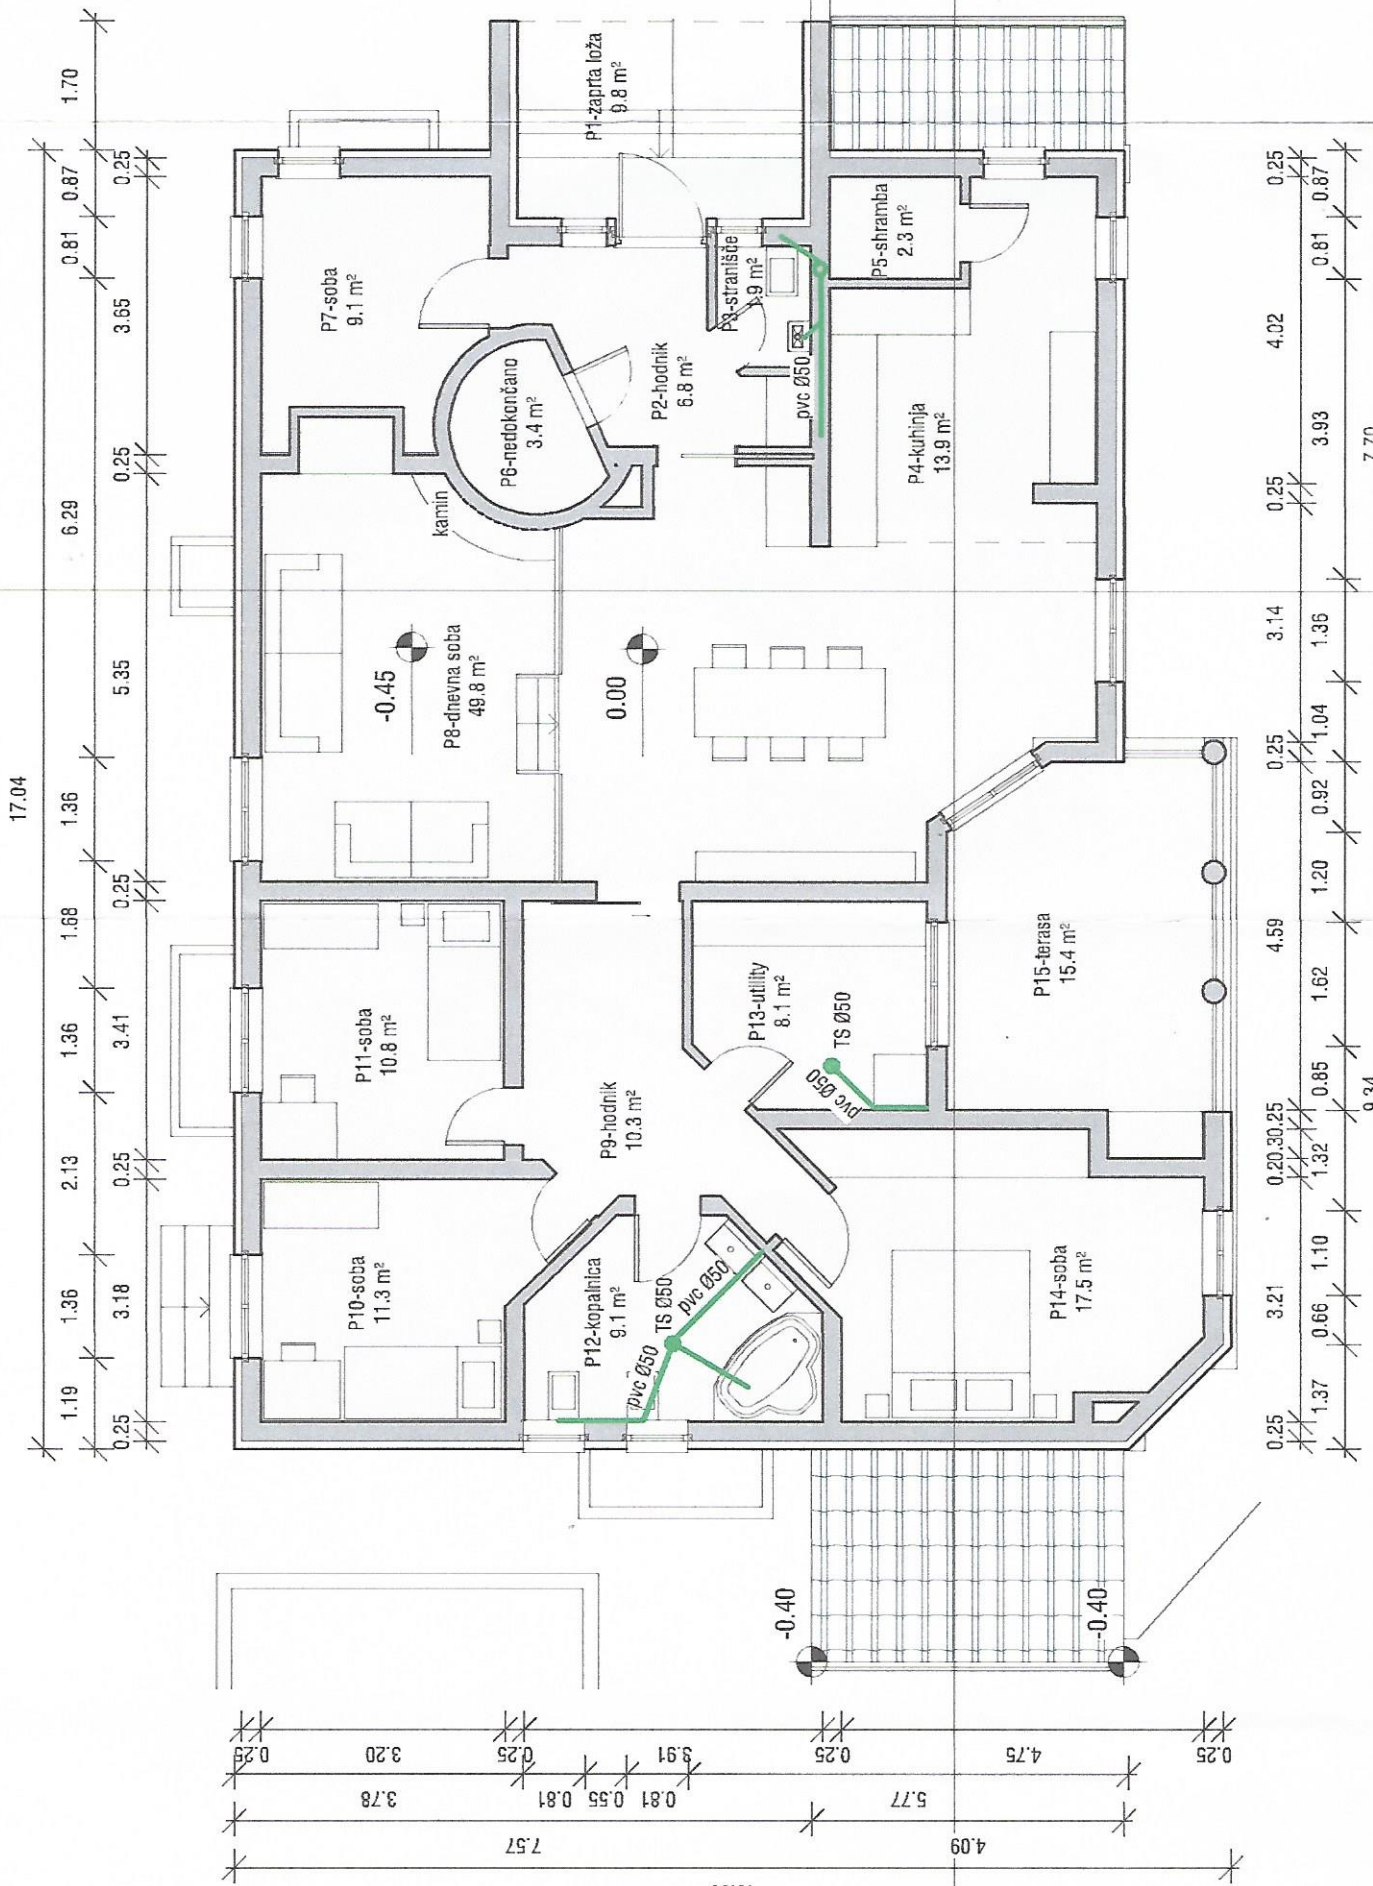 17.04
1.70
0.87
0.81
6.29
1.36
1.68
1.36
2.13
1.36
1.19
0.25
3.65
0.25
5.35
0.25
3.41
0.25
3.18
0.25
P1-zaprta loža
9.8 m²
P7-soba
9.1 m²
P6-nedokončano
3.4 m²
P2-hodnik
6.8 m²
P3-stranišče
.9 m²
pvc Ø50
P5-shramba
2.3 m²
P4-kuhinja
13.9 m²
kamin
-0.45
P8-dnevna soba
49.8 m²
0.00
P11-soba
10.8 m²
P9-hodnik
10.3 m²
P13-utility
8.1 m²
TS Ø50
pvc Ø50
P15-terasa
15.4 m²
P10-soba
11.3 m²
P12-kopalnica
9.1 m²
TS Ø50
pvc Ø50
pvc Ø50
P14-soba
17.5 m²
-0.40
-0.40
0.25
4.02
0.25
3.14
0.25
4.59
0.25
0.30
0.20
3.21
0.25
0.87
0.81
3.93
1.36
1.04
0.92
1.20
1.62
0.85
1.32
1.10
0.66
1.37
7.70
9.34
0.25
3.20
0.25
3.91
0.25
4.75
0.25
3.78
0.81
0.55
0.81
5.77
7.57
4.09